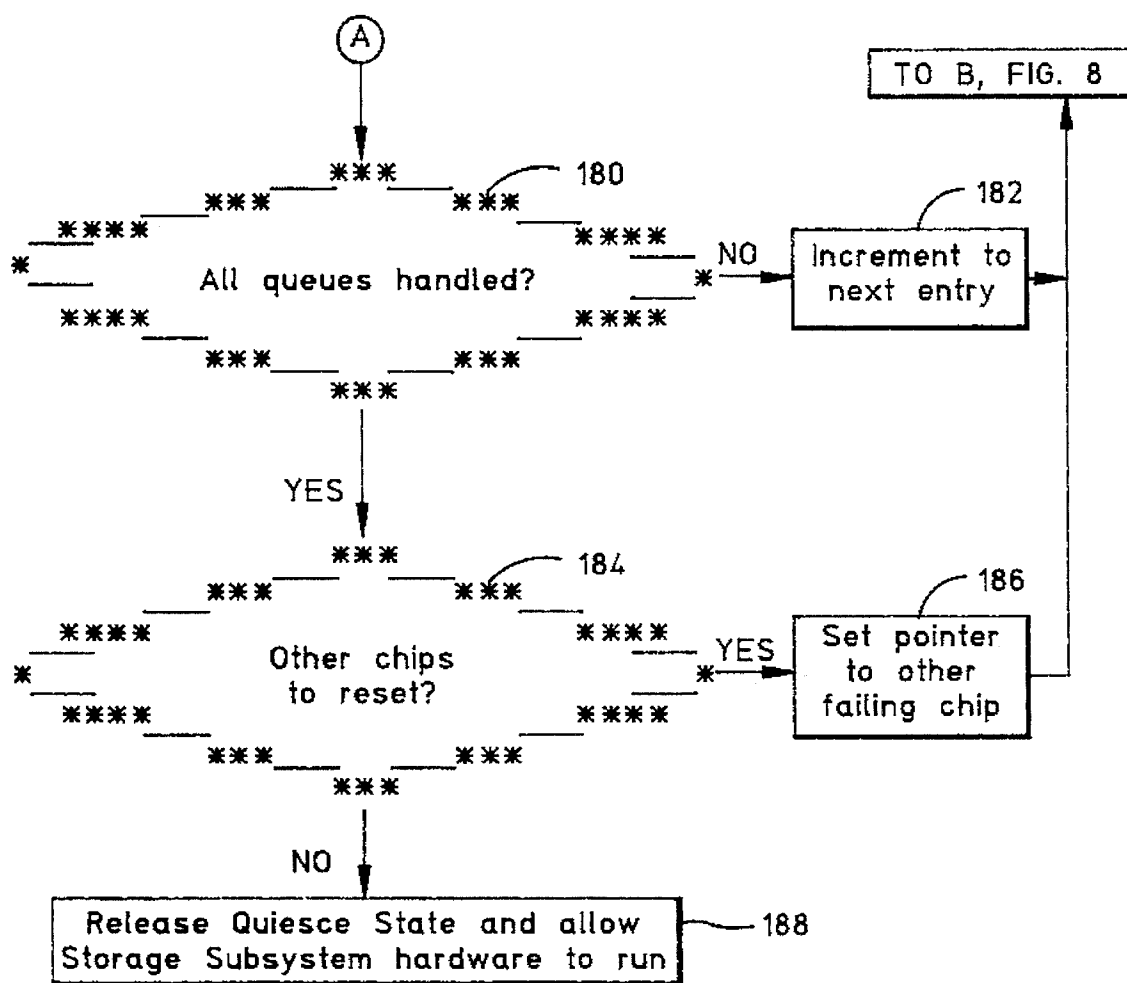 A
TO B, FIG. 8
180
All queues handled?
NO
182
Increment to
next entry
YES
184
Other chips
to reset?
YES
186
Set pointer
to other
failing chip
NO
Release Quiesce State and allow
Storage Subsystem hardware to run
188